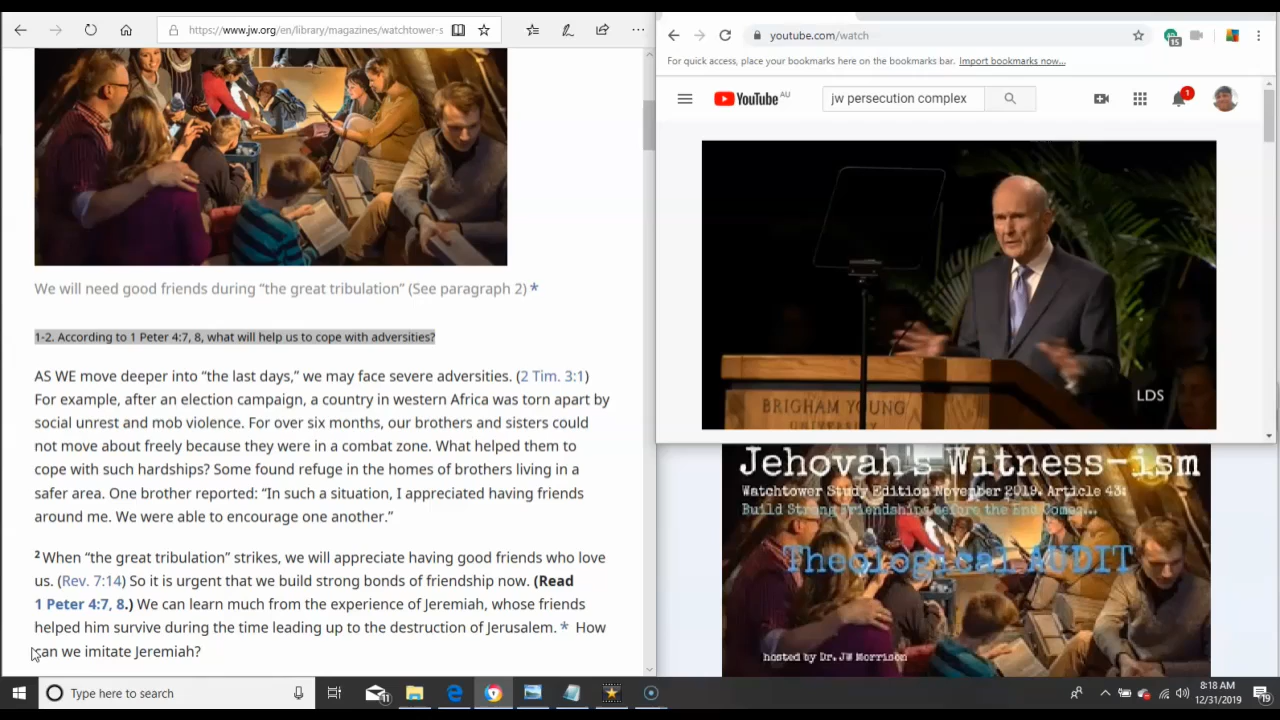 https://www.jw.org/en/library/magazines/watchtower-s
We will need good friends during “the great tribulation” (See paragraph 2) *
1-2. According to 1 Peter 4:7, 8, what will help us to cope with adversities?
AS WE move deeper into “the last days,” we may face severe adversities. (2 Tim. 3:1)
For example, after an election campaign, a country in western Africa was torn apart by
social unrest and mob violence. For over six months, our brothers and sisters could
not move about freely because they were in a combat zone. What helped them to
cope with such hardships? Some found refuge in the homes of brothers living in a
safer area. One brother reported: “In such a situation, I appreciated having friends
around me. We were able to encourage one another.”
2 When “the great tribulation” strikes, we will appreciate having good friends who love
us. (Rev. 7:14) So it is urgent that we build strong bonds of friendship now. (Read
1 Peter 4:7, 8.) We can learn much from the experience of Jeremiah, whose friends
helped him survive during the time leading up to the destruction of Jerusalem. * How
can we imitate Jeremiah?
youtube.com/watch
15
For quick access, place your bookmarks here on the bookmarks bar. Import bookmarks now...
YouTube AU
jw persecution complex
1
BRIGHAM YOUNG
UNIVERSITY
LDS
Jehovah's Witness-ism
Watchtower Study Edition November 2019. Article 43:
Build Strong Friendships before the End Comes...
Theological AUDIT
hosted by Dr. JW Morrison
Type here to search
11
8:18 AM
12/31/2019
19